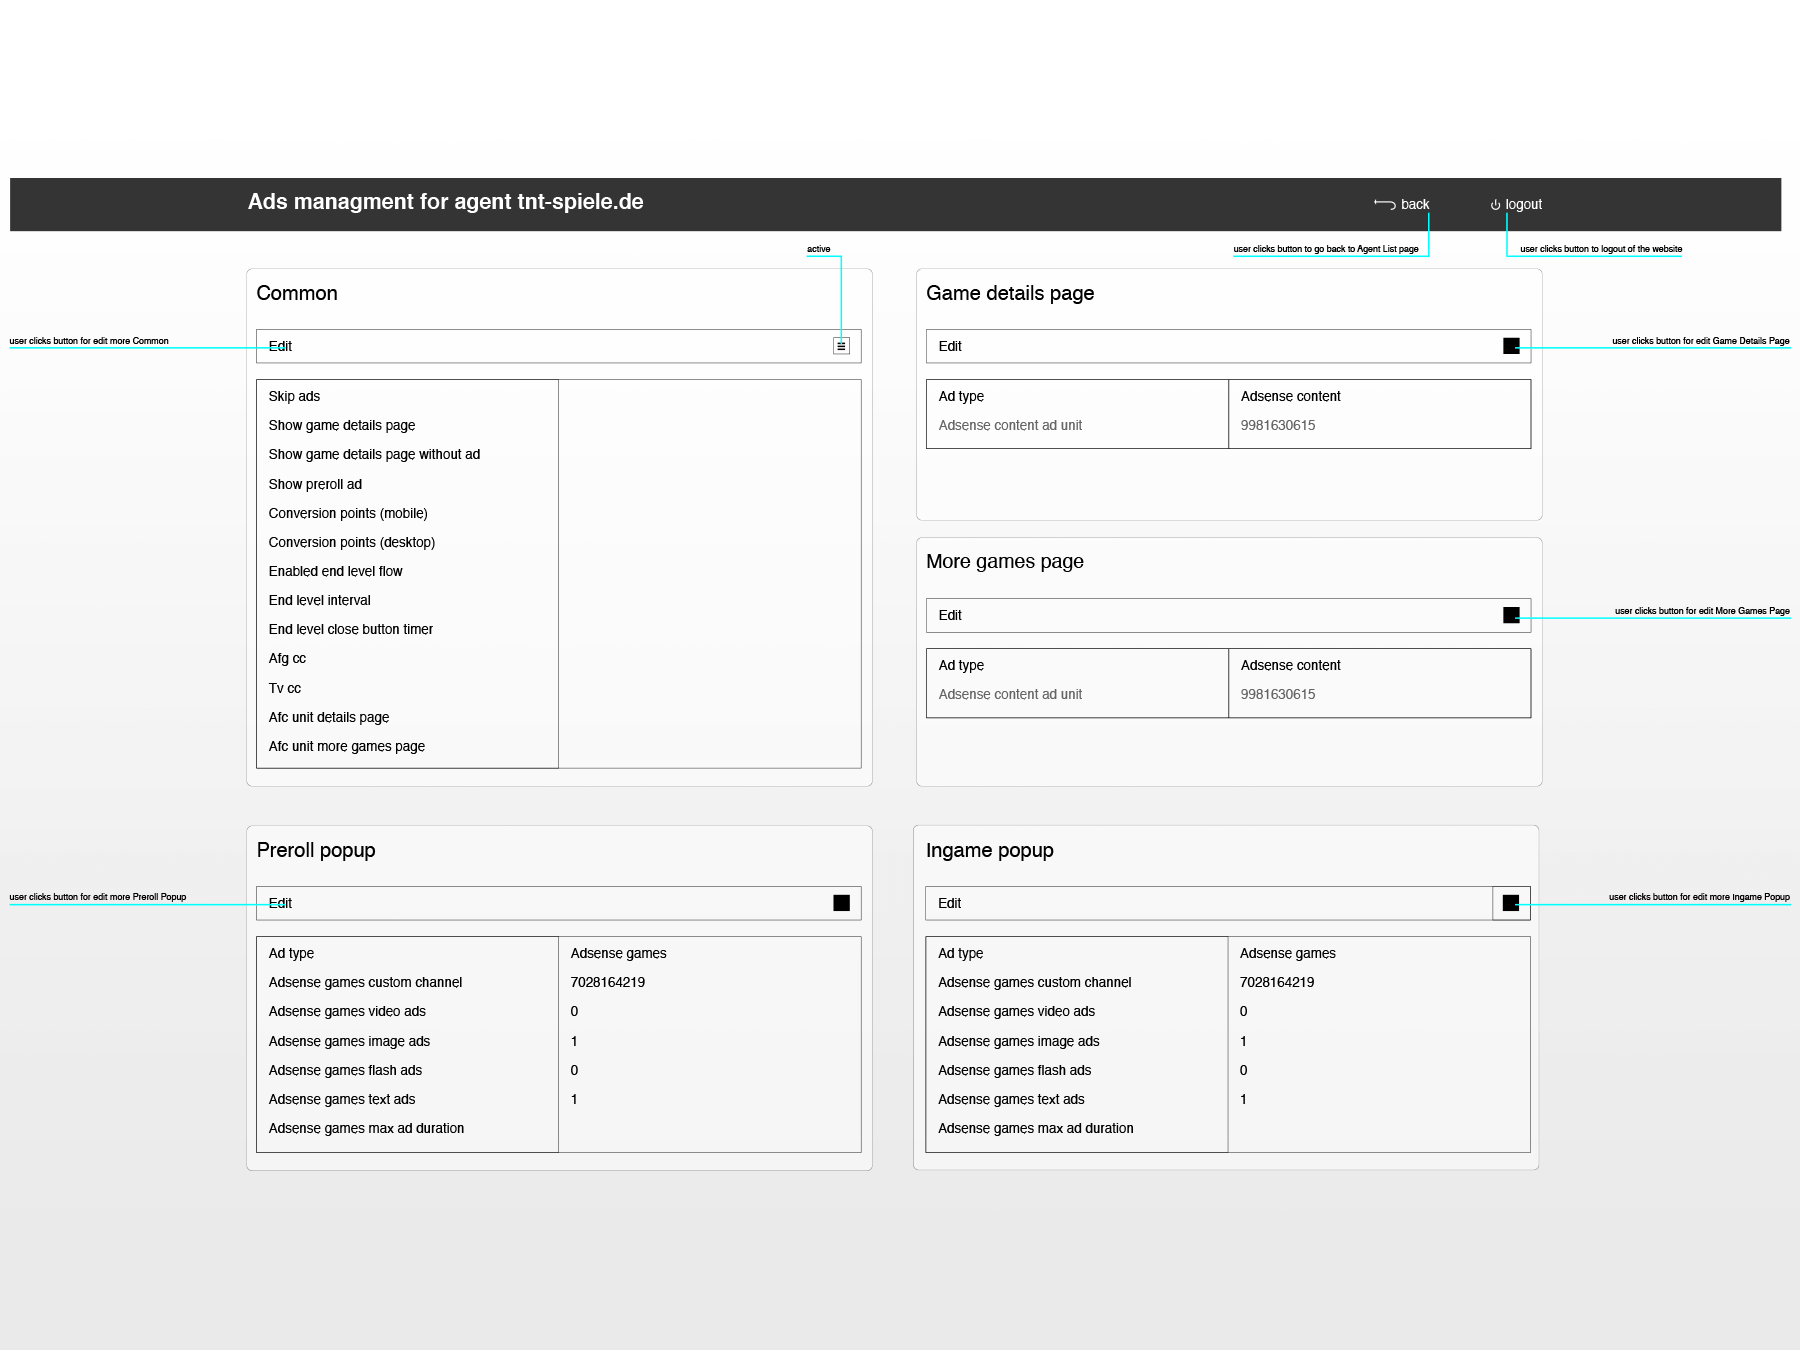 Ads managment for agent tnt-spiele.de
back
logout
active
user clicks button to go back to Agent List page
user clicks button to logout of the website
Common
user clicks button for edit more Common
Edit
Skip ads
Show game details page
Show game details page without ad
Show preroll ad
Conversion points (mobile)
Conversion points (desktop)
Enabled end level flow
End level interval
End level close button timer
Afg cc
Tv cc
Afc unit details page
Afc unit more games page
Game details page
Edit
user clicks button for edit Game Details Page
Ad type Adsense content
Adsense content ad unit 9981630615
More games page
Edit
user clicks button for edit More Games Page
Ad type Adsense content
Adsense content ad unit 9981630615
Preroll popup
user clicks button for edit more Preroll Popup
Edit
Ad type Adsense games
Adsense games custom channel 7028164219
Adsense games video ads 0
Adsense games image ads 1
Adsense games flash ads 0
Adsense games text ads 1
Adsense games max ad duration
Ingame popup
Edit
user clicks button for edit more Ingame Popup
Ad type Adsense games
Adsense games custom channel 7028164219
Adsense games video ads 0
Adsense games image ads 1
Adsense games flash ads 0
Adsense games text ads 1
Adsense games max ad duration